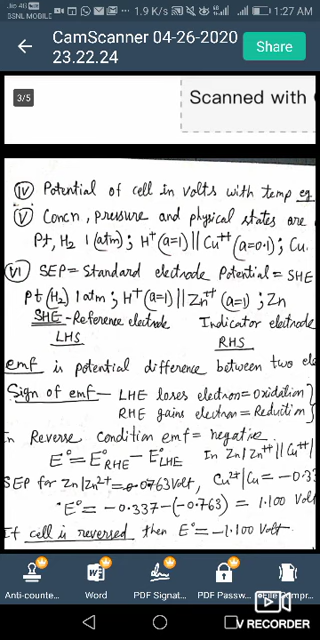 BSNL MOBILE
1.9 K/s
1:27 AM
CamScanner 04-26-2020
23.22.24
Share
3/5
Scanned with
(IV) Potential of cell in volts with temp eg
(V) Concn, pressure and physical states are
Pt, H2 1(atm); H+(a=1) || Cu++(a=0.1); Cu.
(VI) SEP = Standard electrode Potential = SHE
Pt(H2) 1 atm; H+(a=1) || Zn++(a=1); Zn
SHE - Reference electrode Indicator electrode
LHS RHS
emf is potential difference between two ele
Sign of emf - LHE loses electron = Oxidation }
RHE gains electron = Reduction }
In Reverse condition emf = negative.
E° = E°RHE - E°LHE In Zn/Zn++ || Cu++/
SEP for Zn/Zn2+ = 0.0763 Volt, Cu2+/Cu = -0.33
E° = -0.337 - (-0.763) = 1.100 Volt
If cell is reversed then E° = -1.100 Volt.
Anti-counte...
Word
PDF Signat...
PDF Passw...
RECORDER